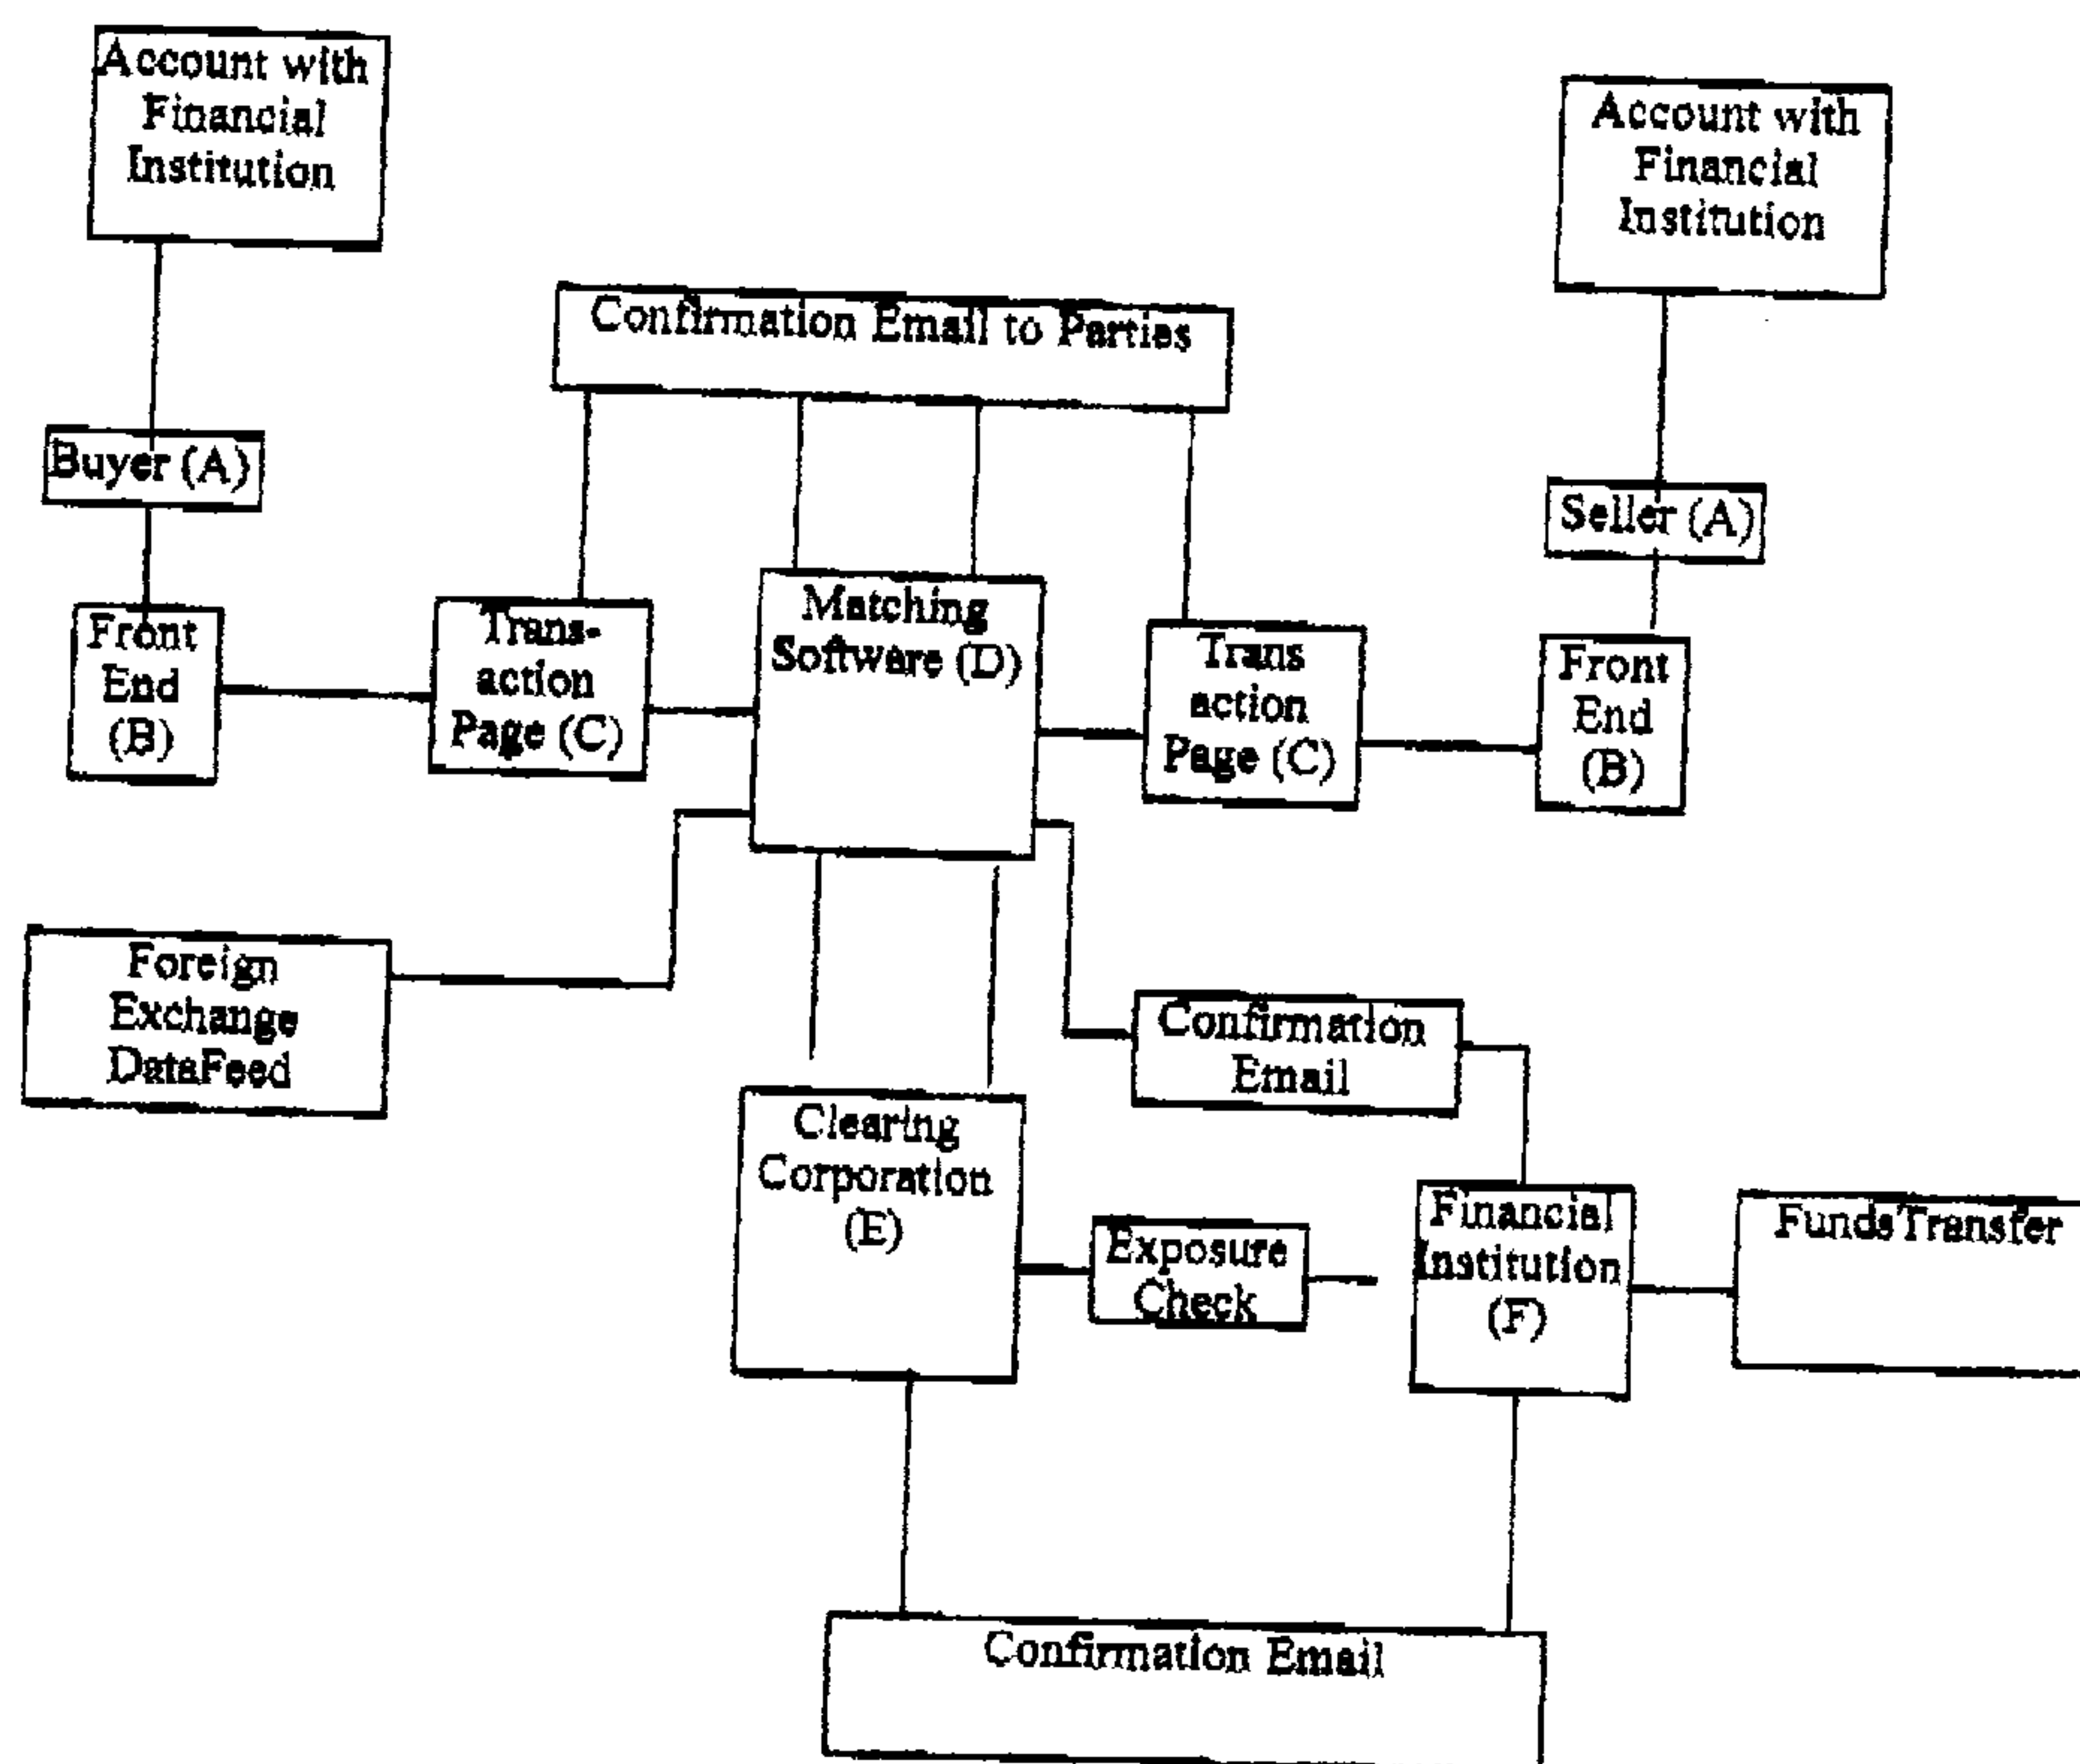 Account with
Financial
Institution
Account with
Financial
Institution
Confirmation Email to Parties
Buyer (A)
Seller (A)
Front
End
(B)
Trans-
action
Page (C)
Matching
Software (D)
Trans
action
Page (C)
Front
End
(B)
Foreign
Exchange
DataFeed
Confirmation
Email
Clearing
Corporation
(E)
Exposure
Check
Financial
Institution
(F)
FundsTransfer
Confirmation Email